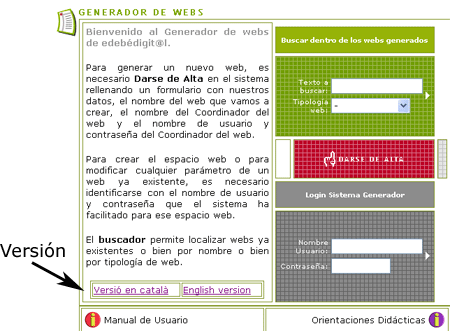 GENERADOR DE WEBS
Bienvenido al Generador de webs
de edebédigit@l.
Para generar un nuevo web, es
necesario Darse de Alta en el sistema
rellenando un formulario con nuestros
datos, el nombre del web que vamos a
crear, el nombre del Coordinador del
web y el nombre de usuario y
contraseña del Coordinador del web.
Para crear el espacio web o para
modificar cualquier parámetro de un
web ya existente, es necesario
identificarse con el nombre de usuario
y contraseña que el sistema ha
facilitado para ese espacio web.
El buscador permite localizar webs ya
existentes o bien por nombre o bien
por tipología de web.
Versión
Versió en català English version
Buscar dentro de los webs generados
Texto a
buscar:
Tipología
web:
-
DARSE DE ALTA
Login Sistema Generador
Nombre
Usuario:
Contraseña:
Manual de Usuario
Orientaciones Didácticas